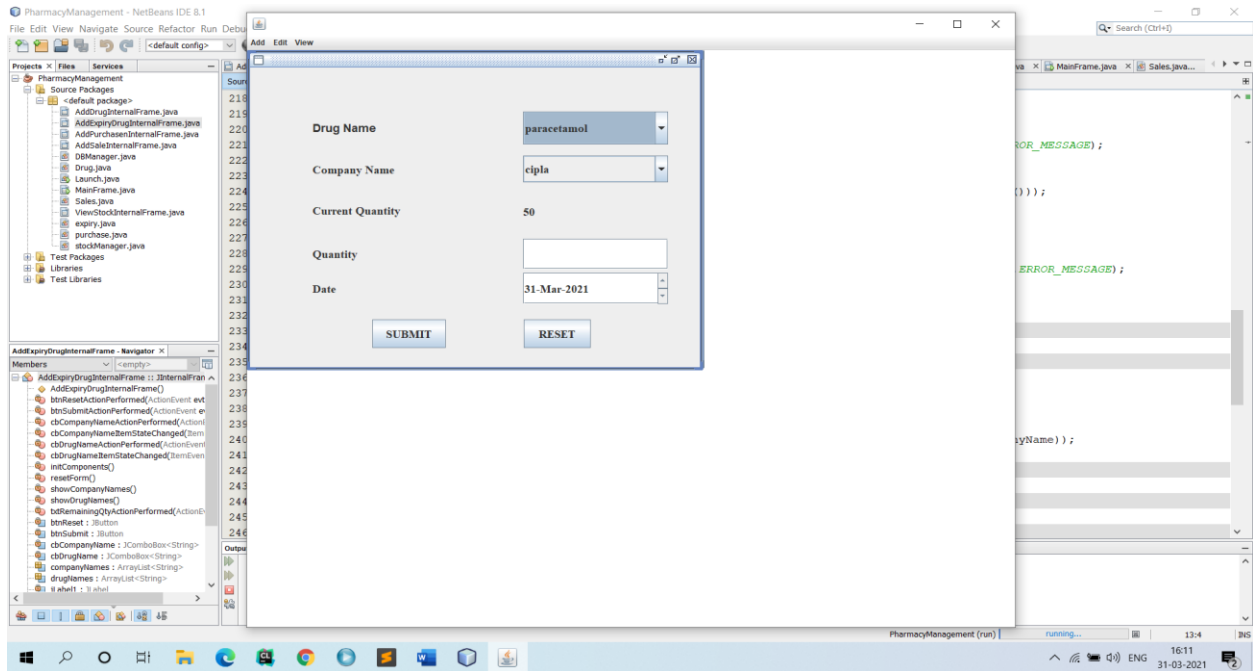 PharmacyManagement - NetBeans IDE 8.1
File Edit View Navigate Source Refactor Run Debu
Search (Ctrl+I)
<default config>
Add Edit View
Projects Files Services
PharmacyManagement
Source Packages
<default package>
AddDrugInternalFrame.java
AddExpiryDrugInternalFrame.java
AddPurchasenInternalFrame.java
AddSaleInternalFrame.java
DBManager.java
Drug.java
Launch.java
MainFrame.java
Sales.java
ViewStockInternalFrame.java
expiry.java
purchase.java
stockManager.java
Test Packages
Libraries
Test Libraries
AddExpiryDrugInternalFrame - Navigator
Members <empty>
AddExpiryDrugInternalFrame :: JInternalFran
AddExpiryDrugInternalFrame()
btnResetActionPerformed(ActionEvent evt
btnSubmitActionPerformed(ActionEvent e
cbCompanyNameActionPerformed(Action
cbCompanyNameItemStateChanged(Item
cbDrugNameActionPerformed(ActionEvent
cbDrugNameItemStateChanged(ItemEven
initComponents()
resetForm()
showCompanyNames()
showDrugNames()
txtRemainingQtyActionPerformed(ActionE
btnReset : JButton
btnSubmit : JButton
cbCompanyName : JComboBox<String>
cbDrugName : JComboBox<String>
companyNames : ArrayList<String>
drugNames : ArrayList<String>
jLabel1 : JLabel
Ad
Sour
218
219
220
221
222
223
224
225
226
227
228
229
230
231
232
233
234
235
236
237
238
239
240
241
242
243
244
245
246
Outpu
Drug Name paracetamol
Company Name cipla
Current Quantity 50
Quantity
Date 31-Mar-2021
SUBMIT RESET
va MainFrame.java Sales.java...
ROR_MESSAGE);
()));
ERROR_MESSAGE);
yName));
PharmacyManagement (run) running... 13:4 INS
ENG 16:11
31-03-2021